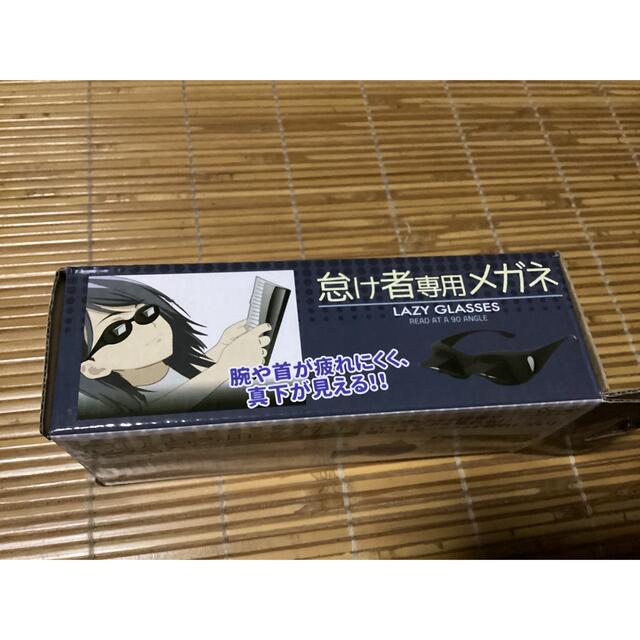 怠け者専用メガネ
LAZY GLASSES
READ AT A 90 ANGLE
腕や首が疲れにくく、
真下が見える!!